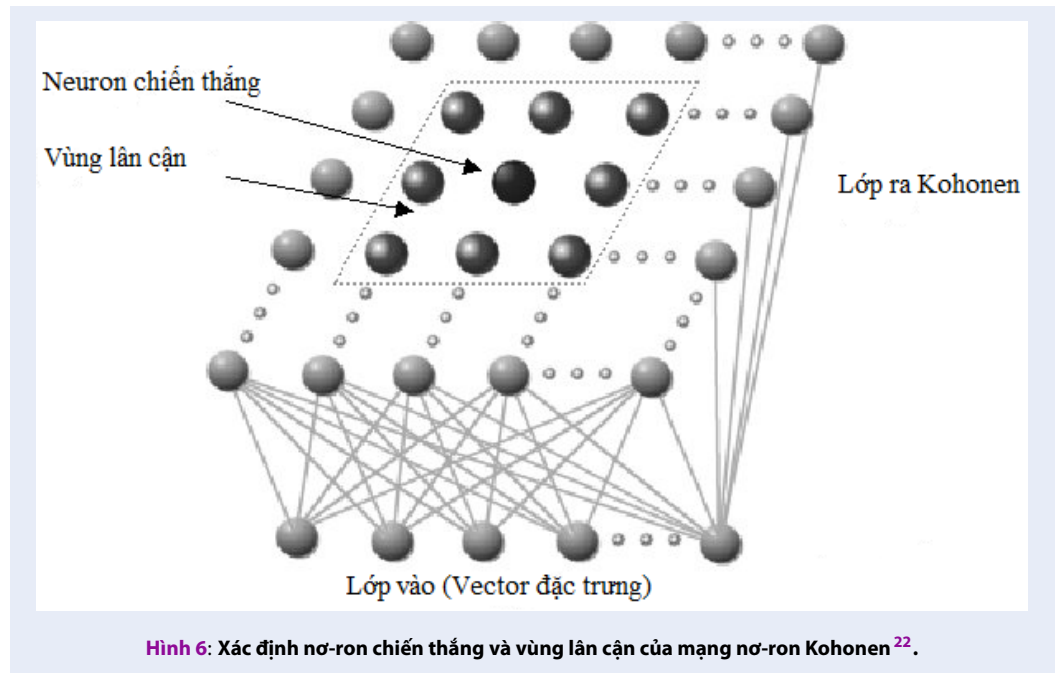 Neuron chiến thắng
Vùng lân cận
Lớp ra Kohonen
Lớp vào (Vector đặc trưng)
Hình 6: Xác định nơ-ron chiến thắng và vùng lân cận của mạng nơ-ron Kohonen 22.